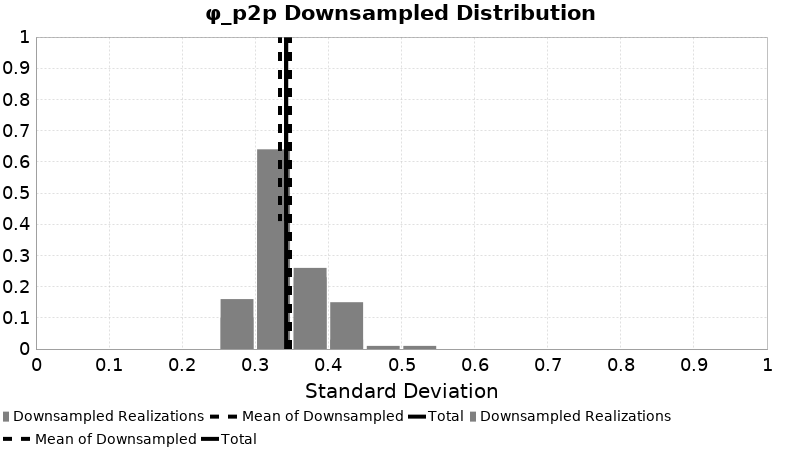 φ_p2p Downsampled Distribution
1
0.9
0.8
0.7
0.6
0.5
0.4
0.3
0.2
0.1
0
0 0.1 0.2 0.3 0.4 0.5 0.6 0.7 0.8 0.9 1
Standard Deviation
Downsampled Realizations Mean of Downsampled Total Downsampled Realizations
Mean of Downsampled Total